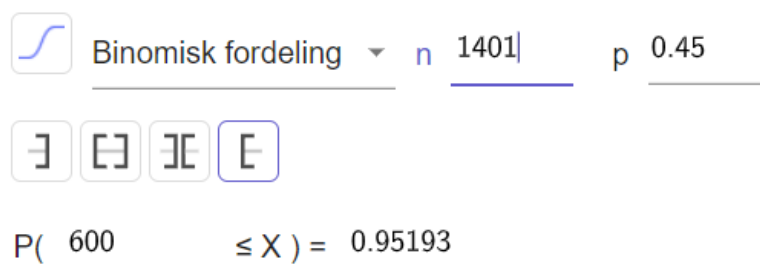 Binomisk fordeling n 1401 p 0.45
P( 600 ≤ X ) = 0.95193